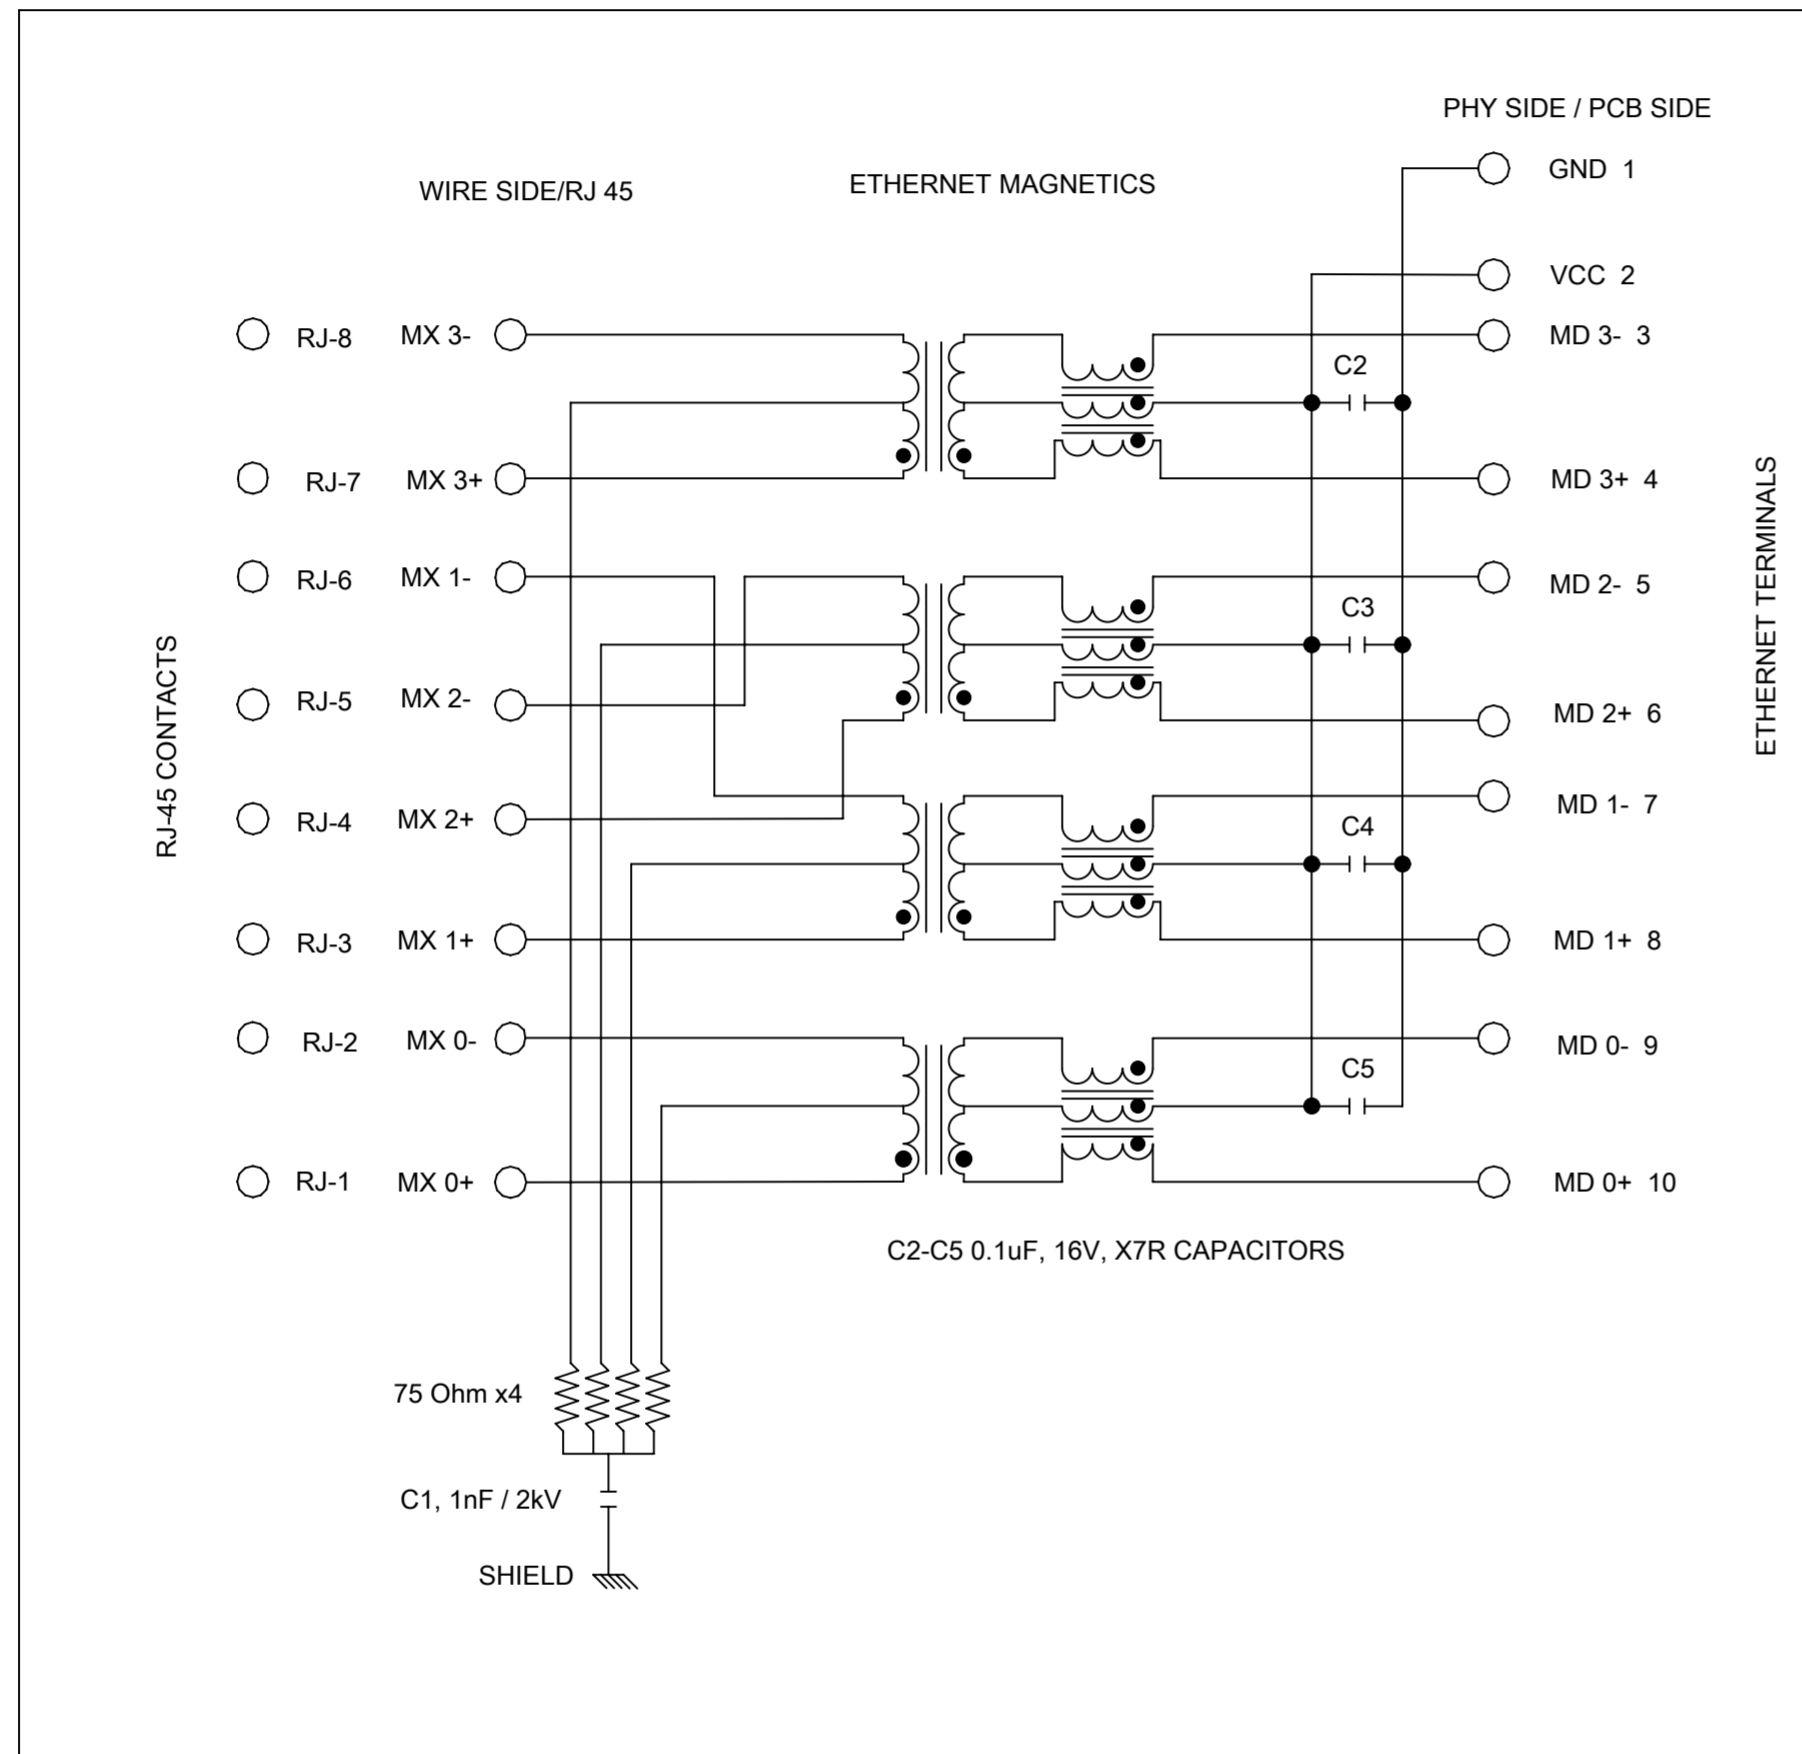 PHY SIDE / PCB SIDE
GND 1
WIRE SIDE/RJ 45
ETHERNET MAGNETICS
VCC 2
RJ-8 MX 3-
MD 3- 3
C2
RJ-7 MX 3+
MD 3+ 4
RJ-6 MX 1-
MD 2- 5
C3
RJ-5 MX 2-
MD 2+ 6
RJ-45 CONTACTS
ETHERNET TERMINALS
MD 1- 7
RJ-4 MX 2+
C4
RJ-3 MX 1+
MD 1+ 8
RJ-2 MX 0-
MD 0- 9
C5
RJ-1 MX 0+
MD 0+ 10
C2-C5 0.1uF, 16V, X7R CAPACITORS
75 Ohm x4
C1, 1nF / 2kV
SHIELD